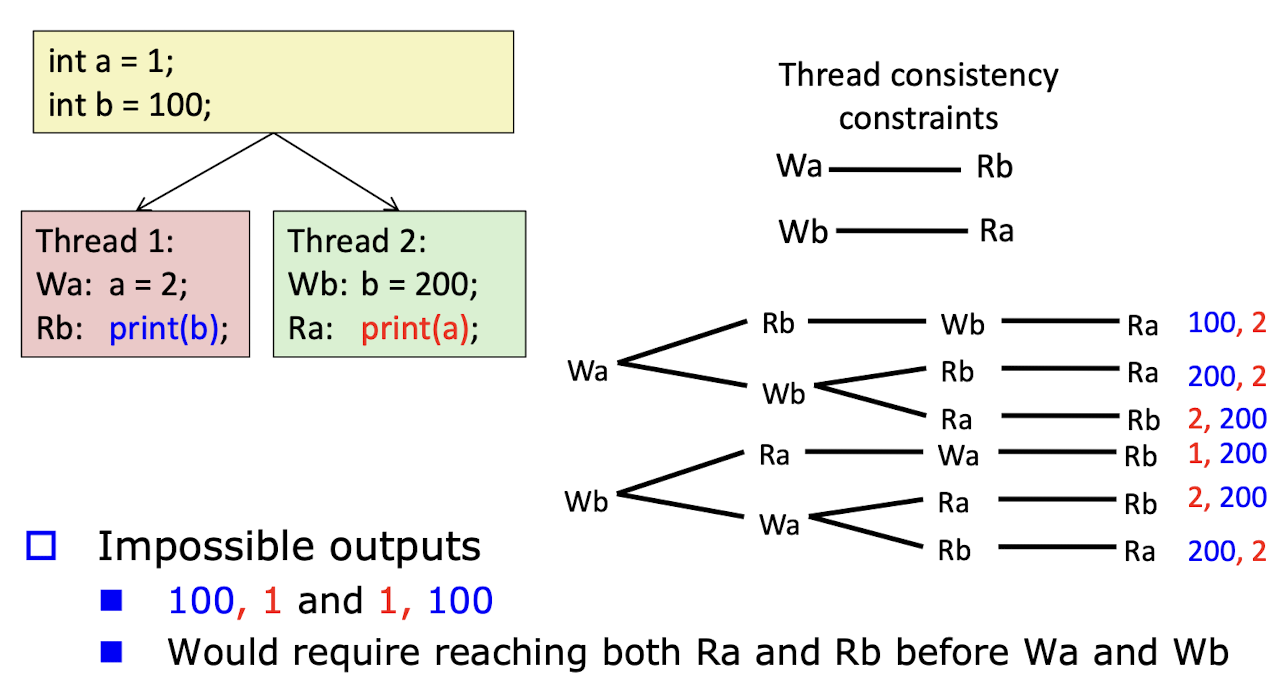 int a = 1;
int b = 100;
Thread consistency
constraints
Wa Rb
Wb Ra
Thread 1:
Wa: a = 2;
Rb: print(b);
Thread 2:
Wb: b = 200;
Ra: print(a);
Rb Wb Ra 100, 2
Wa
Rb Ra 200, 2
Wb
Ra Rb 2, 200
Ra Wa Rb 1, 200
Wb
Ra Rb 2, 200
Wa
Rb Ra 200, 2
Impossible outputs
100, 1 and 1, 100
Would require reaching both Ra and Rb before Wa and Wb